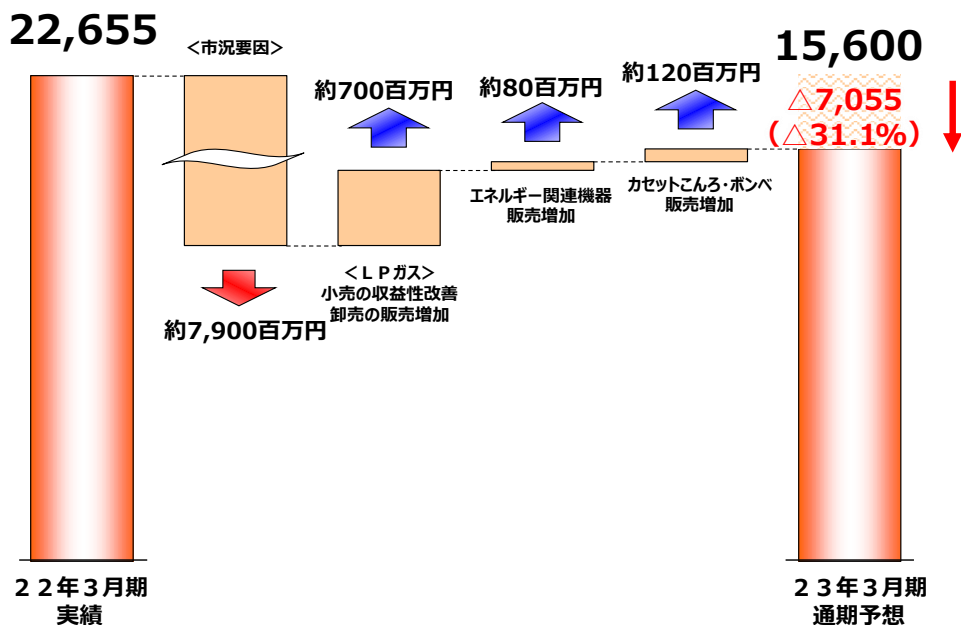 22,655
<市況要因>
約7,900百万円
約700百万円
<LPガス>
小売の収益性改善
卸売の販売増加
約80百万円
エネルギー関連機器
販売増加
約120百万円
カセットこんろ・ボンベ
販売増加
15,600
△7,055
(△31.1%)
22年3月期
実績
23年3月期
通期予想